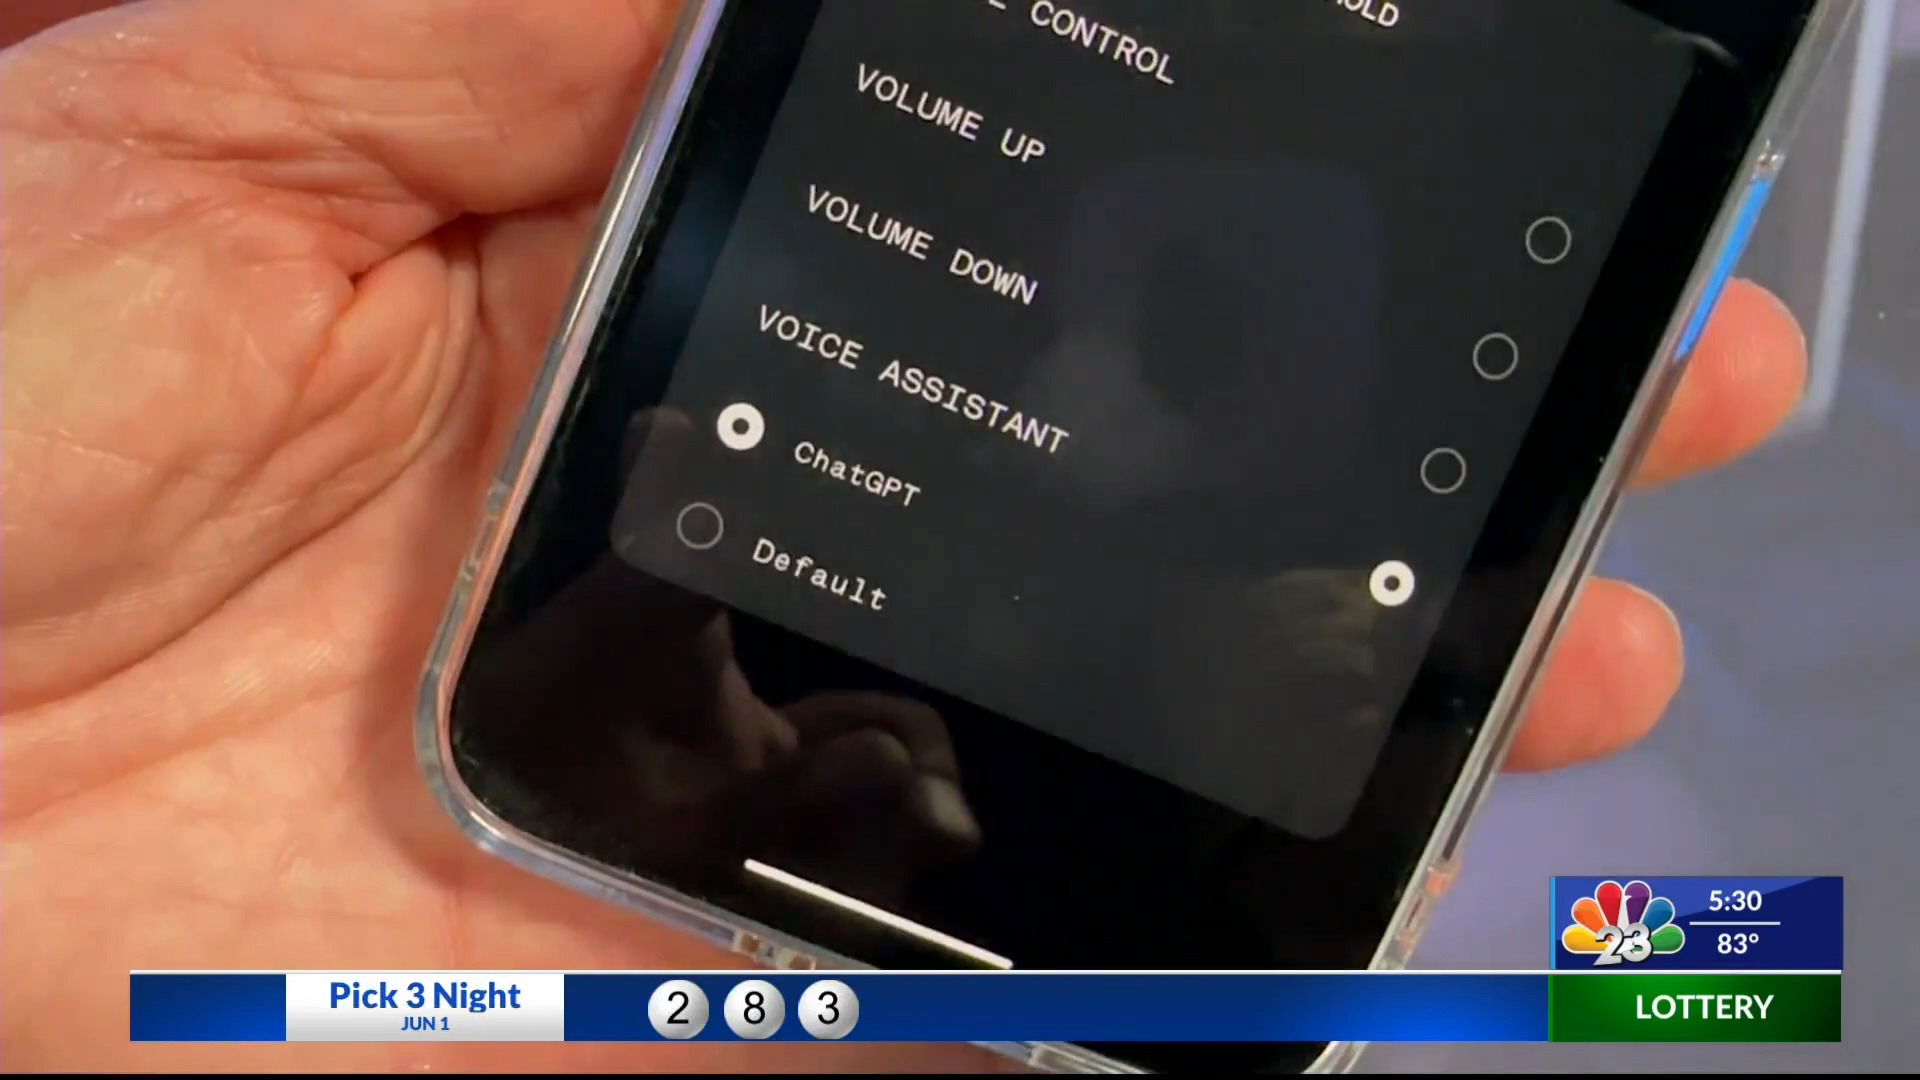 CONTROL
VOLUME UP
VOLUME DOWN
VOICE ASSISTANT
ChatGPT
Default
23
5:30
83°
Pick 3 Night
JUN 1
2 8 3
LOTTERY